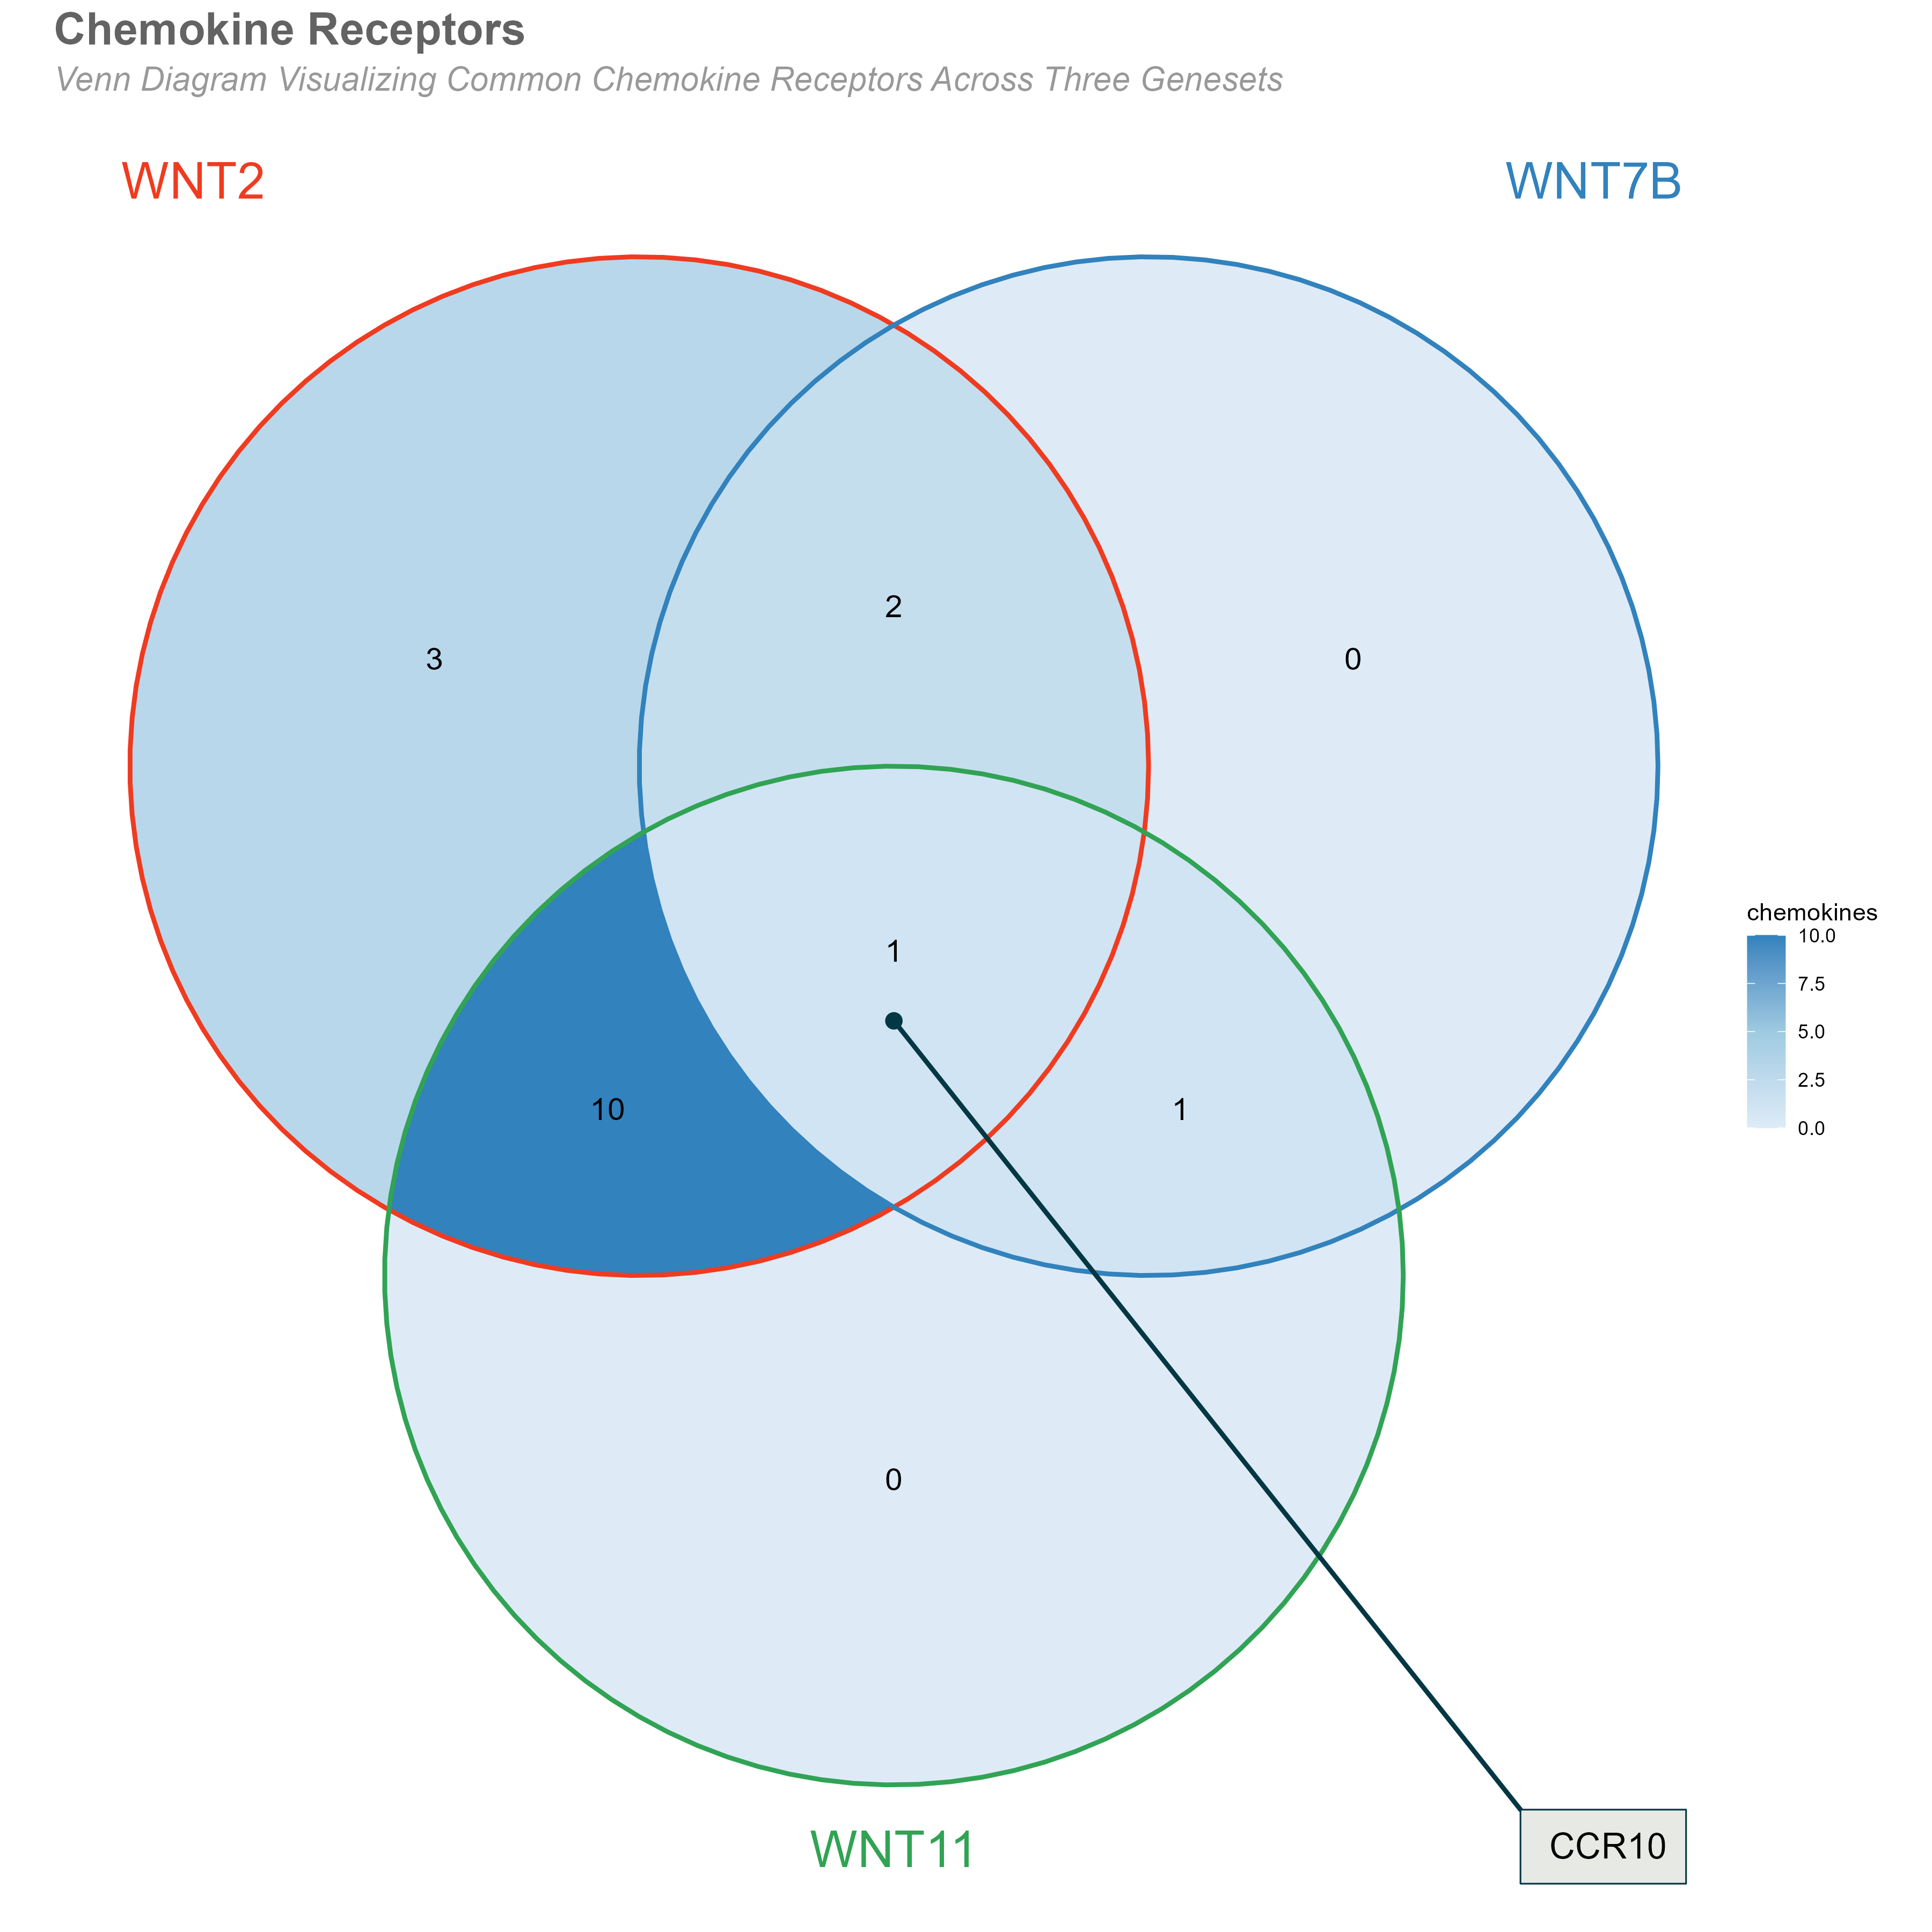 Chemokine Receptors
Venn Diagram Visualizing Common Chemokine Receptors Across Three Genesets
WNT2
WNT7B
2
3
0
chemokines
10.0
7.5
5.0
2.5
0.0
1
10
1
0
WNT11
CCR10